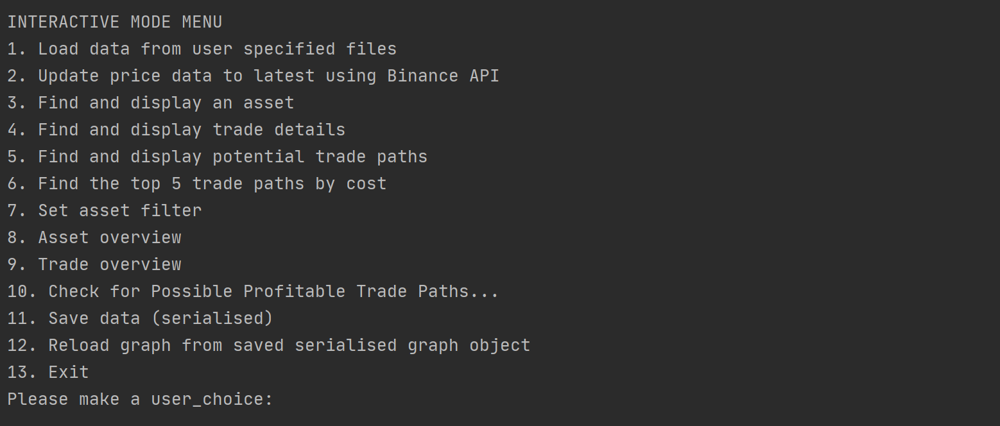 INTERACTIVE MODE MENU
1. Load data from user specified files
2. Update price data to latest using Binance API
3. Find and display an asset
4. Find and display trade details
5. Find and display potential trade paths
6. Find the top 5 trade paths by cost
7. Set asset filter
8. Asset overview
9. Trade overview
10. Check for Possible Profitable Trade Paths...
11. Save data (serialised)
12. Reload graph from saved serialised graph object
13. Exit
Please make a user_choice: